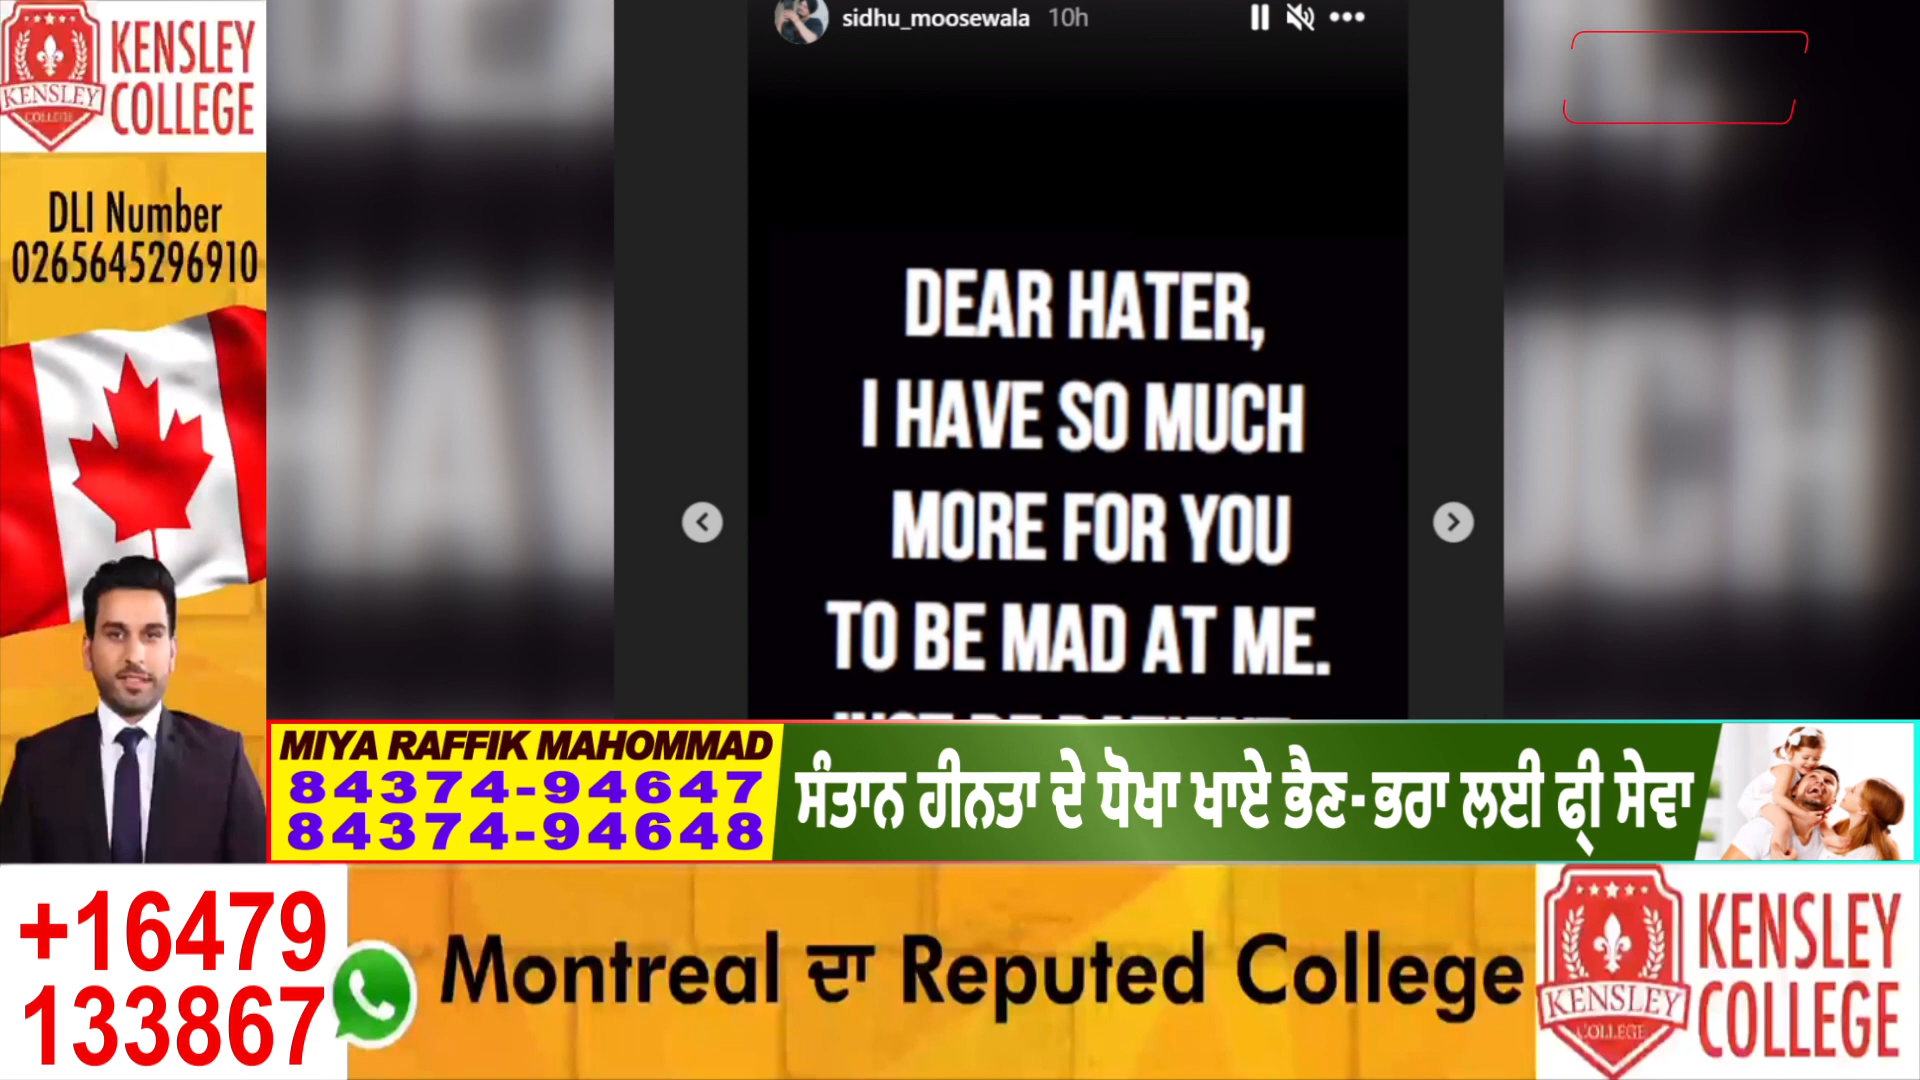 KENSLEY
COLLEGE
KENSLEY
COLLEGE
DLI Number
0265645296910
sidhu_moosewala 10h
DEAR HATER,
I HAVE SO MUCH
MORE FOR YOU
TO BE MAD AT ME.
MIYA RAFFIK MAHOMMAD
84374-94647
84374-94648
ਸੰਤਾਨ ਹੀਨਤਾ ਦੇ ਧੋਖਾ ਖਾਏ ਭੈਣ-ਭਰਾ ਲਈ ਫ੍ਰੀ ਸੇਵਾ
+16479
133867
Montreal ਦਾ Reputed College
KENSLEY
COLLEGE
KENSLEY
COLLEGE